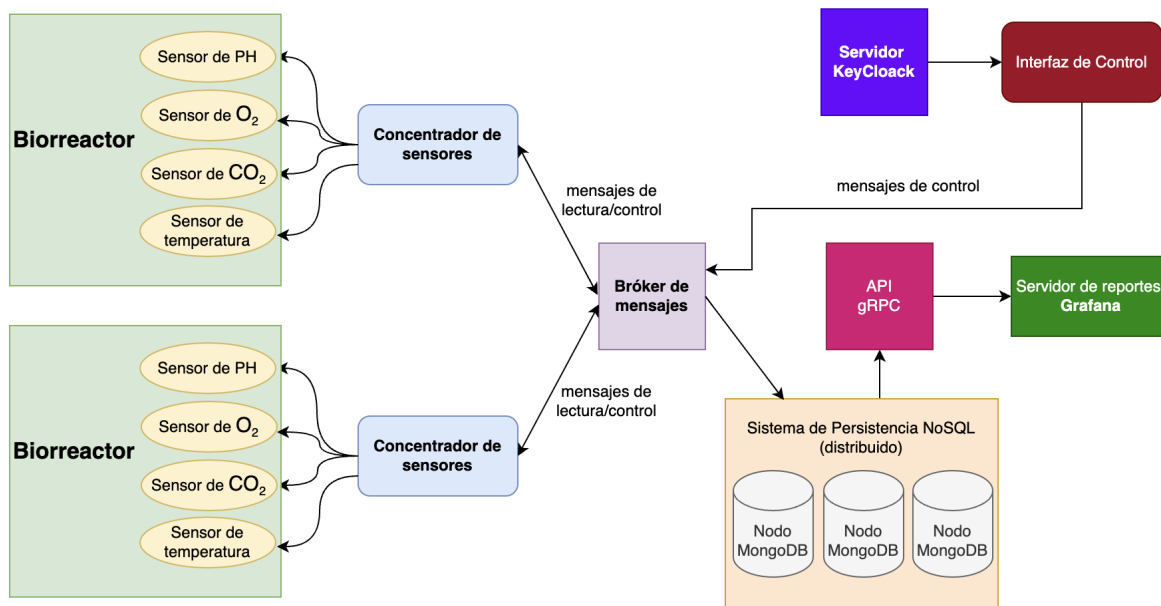 Biorreactor
Sensor de PH
Sensor de O₂
Sensor de CO₂
Sensor de
temperatura
Concentrador de
sensores
mensajes de
lectura/control
Biorreactor
Sensor de PH
Sensor de O₂
Sensor de CO₂
Sensor de
temperatura
Concentrador de
sensores
mensajes de
lectura/control
Bróker de
mensajes
Servidor
KeyCloack
Interfaz de Control
mensajes de control
API
gRPC
Servidor de reportes
Grafana
Sistema de Persistencia NoSQL
(distribuido)
Nodo
MongoDB
Nodo
MongoDB
Nodo
MongoDB